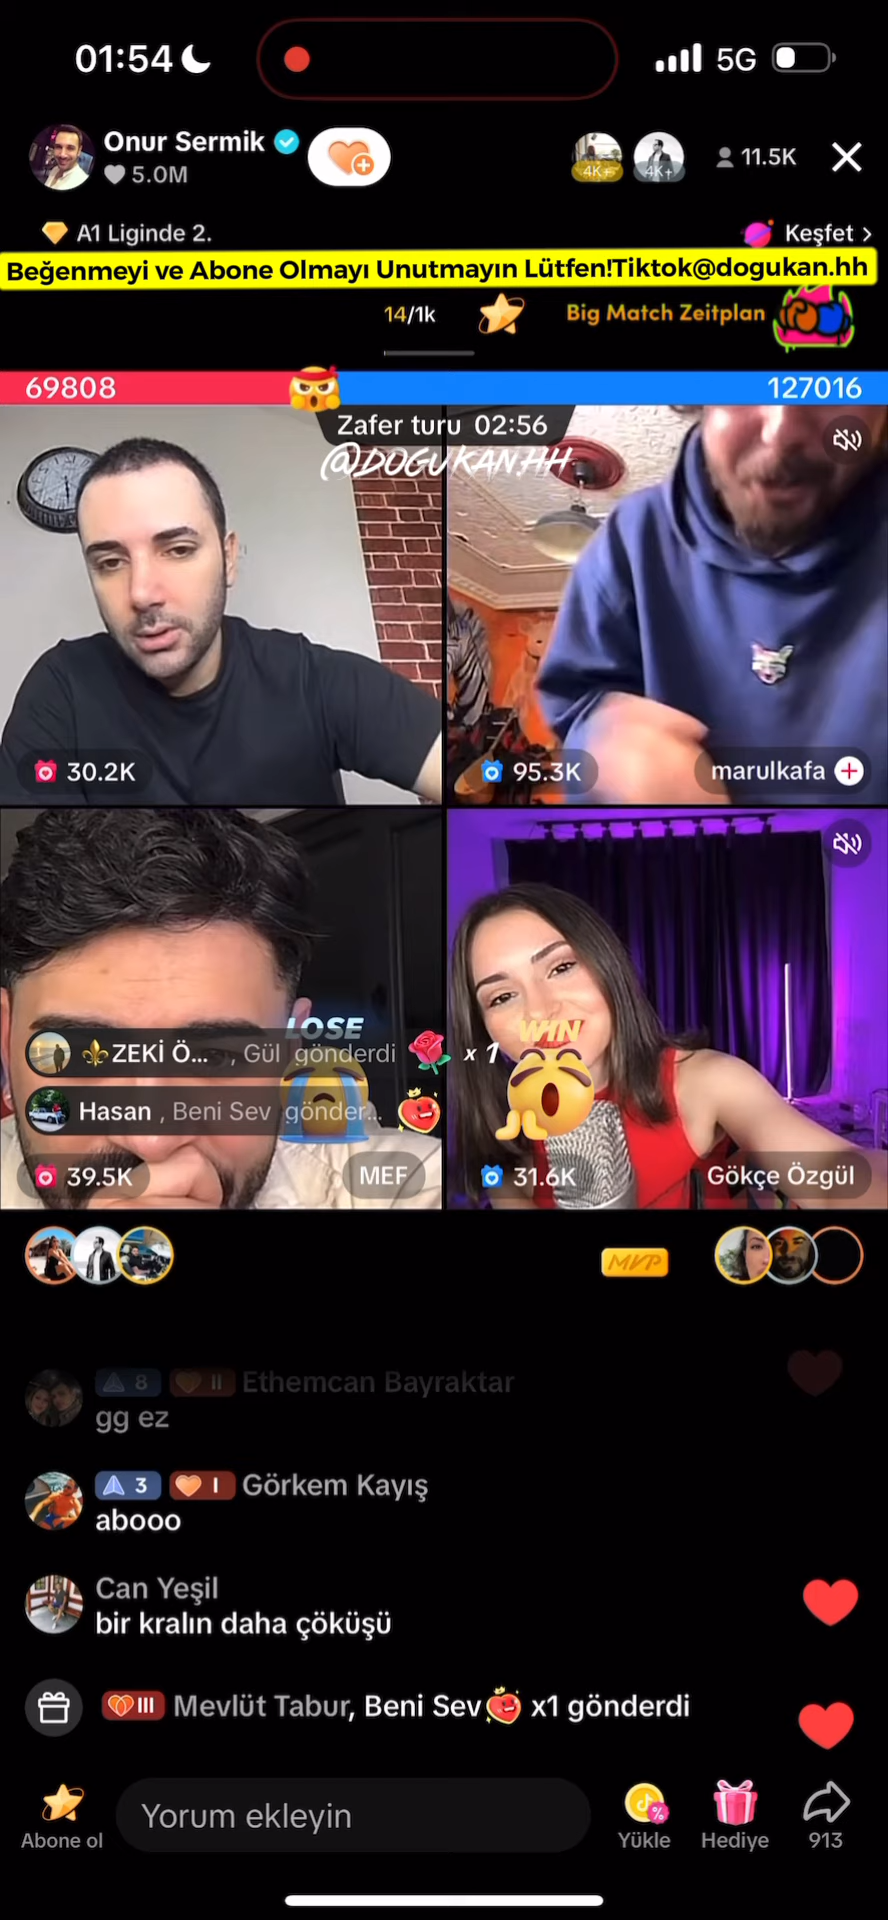 01:54
5G
Onur Sermik
5.0M
4K+
4K+
11.5K
A1 Liginde 2.
Keşfet >
Beğenmeyi ve Abone Olmayı Unutmayın Lütfen!Tiktok@dogukan.hh
14/1k
Big Match Zeitplan
69808
127016
Zafer turu 02:56
@DOGUKAN.HH
30.2K
95.3K
marulkafa
LOSE
WIN
ZEKİ Ö... , Gül gönderdi x 1
Hasan , Beni Sev gönder...
39.5K
MEF
31.6K
Gökçe Özgül
MVP
8 II Ethemcan Bayraktar
gg ez
3 I Görkem Kayış
abooo
Can Yeşil
bir kralın daha çöküşü
III Mevlüt Tabur, Beni Sev x1 gönderdi
Abone ol
Yorum ekleyin
Yükle
Hediye
913